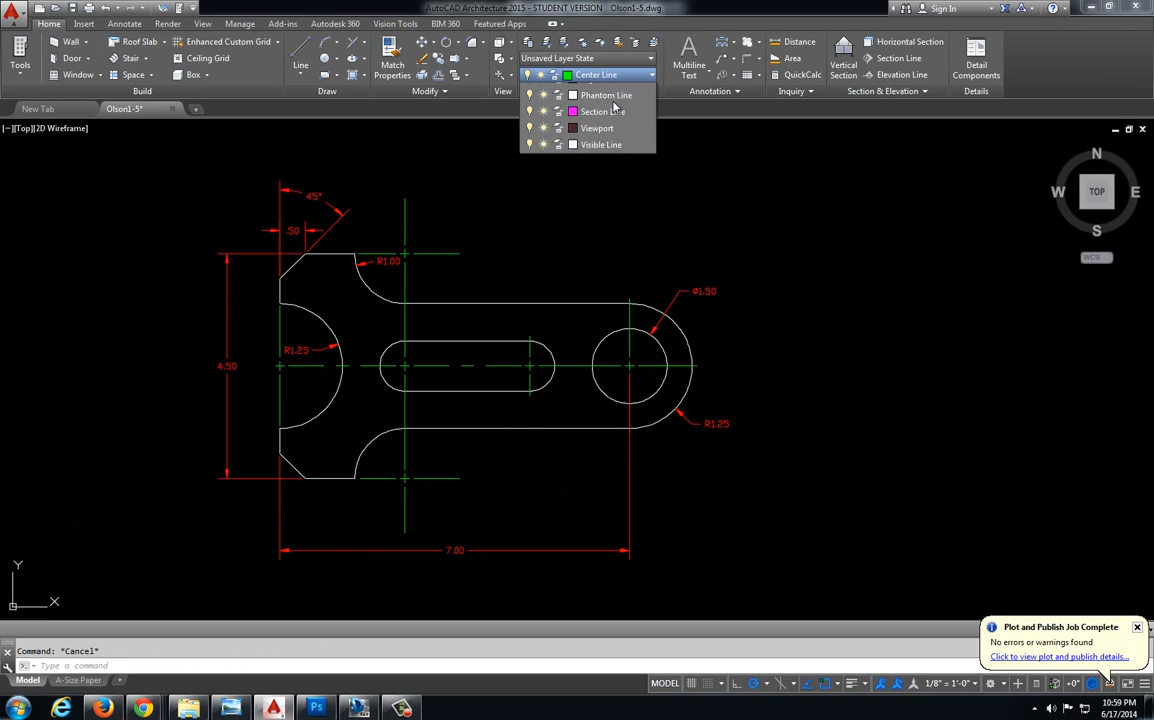 AutoCAD Architecture 2015 - STUDENT VERSION Olson1-5.dwg
Sign In
Home Insert Annotate Render View Manage Add-ins Autodesk 360 Vision Tools BIM 360 Featured Apps
Wall Roof Slab Enhanced Custom Grid
Door Stair Ceiling Grid
Window Space Box
Tools
Build
Line
Draw
Match Properties
Modify
View
Unsaved Layer State
Center Line
Phantom Line
Section Line
Viewport
Visible Line
Multiline Text
Annotation
Distance
Area
QuickCalc
Inquiry
Horizontal Section
Section Line
Elevation Line
Section & Elevation
Detail Components
Details
New Tab Olson1-5*
[−][Top][2D Wireframe]
N
W TOP E
S
WCS
45°
.50
R1.00
Ø1.50
R1.25
4.50
R1.25
7.00
Y
X
Plot and Publish Job Complete
No errors or warnings found
Click to view plot and publish details...
Command: *Cancel*
Type a command
Model A-Size Paper
MODEL
1/8" = 1'-0"
+0"
10:59 PM
6/17/2014